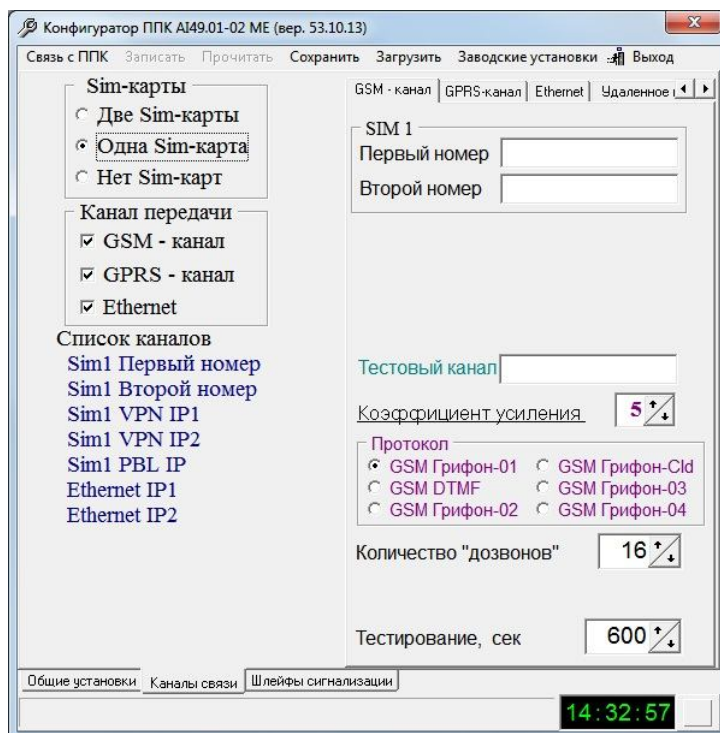 Конфигуратор ППК AI49.01-02 ME (вер. 53.10.13)
Связь с ППК Записать Прочитать Сохранить Загрузить Заводские установки Выход
Sim-карты
Две Sim-карты
Одна Sim-карта
Нет Sim-карт
Канал передачи
GSM - канал
GPRS - канал
Ethernet
Список каналов
Sim1 Первый номер
Sim1 Второй номер
Sim1 VPN IP1
Sim1 VPN IP2
Sim1 PBL IP
Ethernet IP1
Ethernet IP2
GSM - канал GPRS-канал Ethernet Удаленное
SIM 1
Первый номер
Второй номер
Тестовый канал
Коэффициент усиления 5
Протокол
GSM Грифон-01 GSM Грифон-Cld
GSM DTMF GSM Грифон-03
GSM Грифон-02 GSM Грифон-04
Количество "дозвонов" 16
Тестирование, сек 600
Общие установки Каналы связи Шлейфы сигнализации
14:32:57